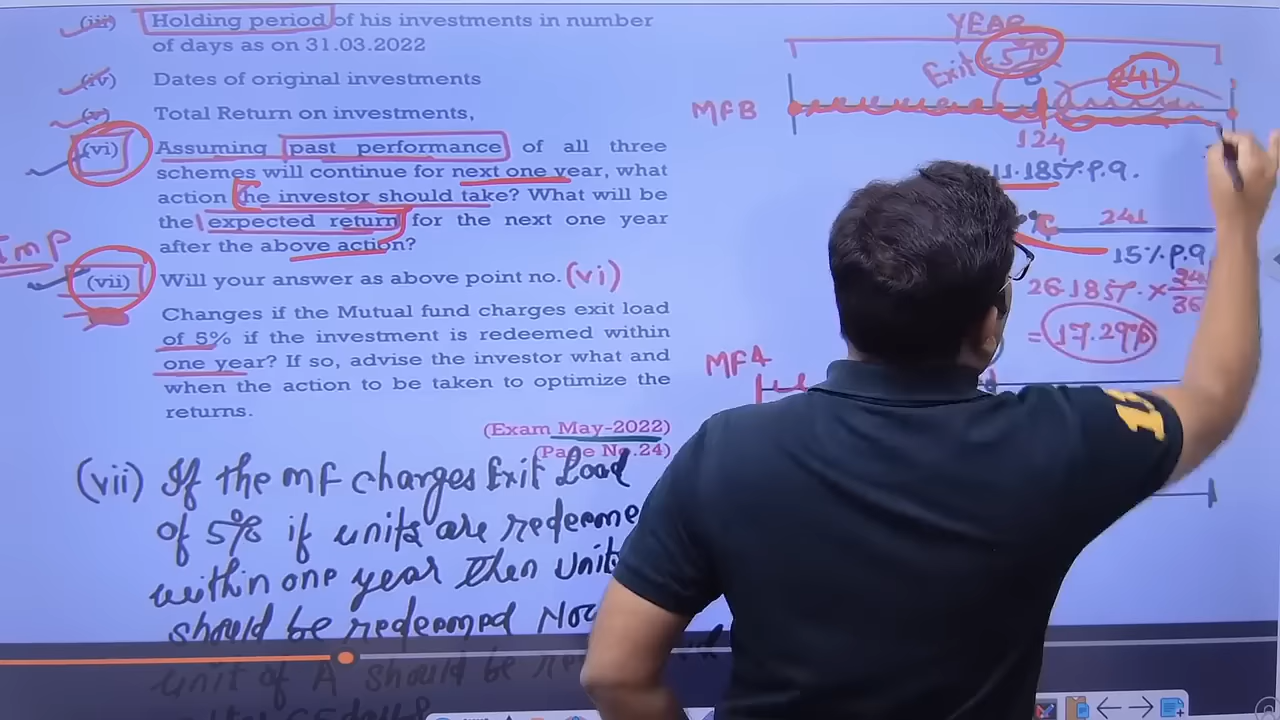 (iii) Holding period of his investments in number
of days as on 31.03.2022
(iv) Dates of original investments
(v) Total Return on investments,
(vi) Assuming past performance of all three
schemes will continue for next one year, what
action he investor should take? What will be
the expected return for the next one year
after the above action?
IMP
(vii) Will your answer as above point no. (vi)
Changes if the Mutual fund charges exit load
of 5% if the investment is redeemed within
one year? If so, advise the investor what and
when the action to be taken to optimize the
returns.
(Exam May-2022)
(Page No.24)
(vii) If the MF charges Exit Load
of 5% if units are redeeme
within one year then unit
should be redeemed
unit of A should be
YEAR
Exit 5%
241
MFB
124
11.185% p.a.
241
15% p.a
26.185% ×
= 17.29%
MFA